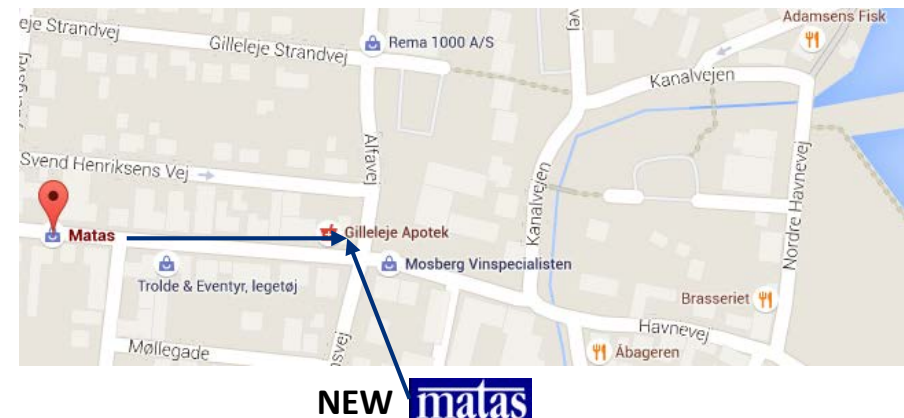 eje Strandvej
Gilleleje Strandvej
Rema 1000 A/S
vej
Adamsens Fisk
Kanalvejen
Alfavej
Svend Henriksens Vej
Matas
Gilleleje Apotek
Kanalvejen
Nordre Havnevej
Mosberg Vinspecialisten
Trolde & Eventyr, legetøj
Brasseriet
Havnevej
Møllegade
Åbageren
NEW matas